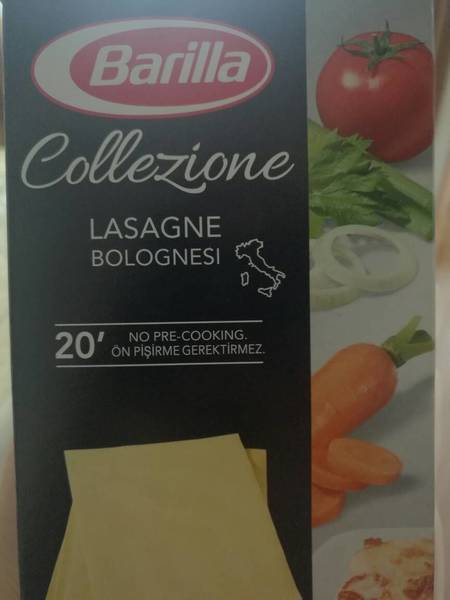 Barilla
Collezione
LASAGNE
BOLOGNESI
20’ NO PRE-COOKING.
ÖN PİŞİRME GEREKTİRMEZ.